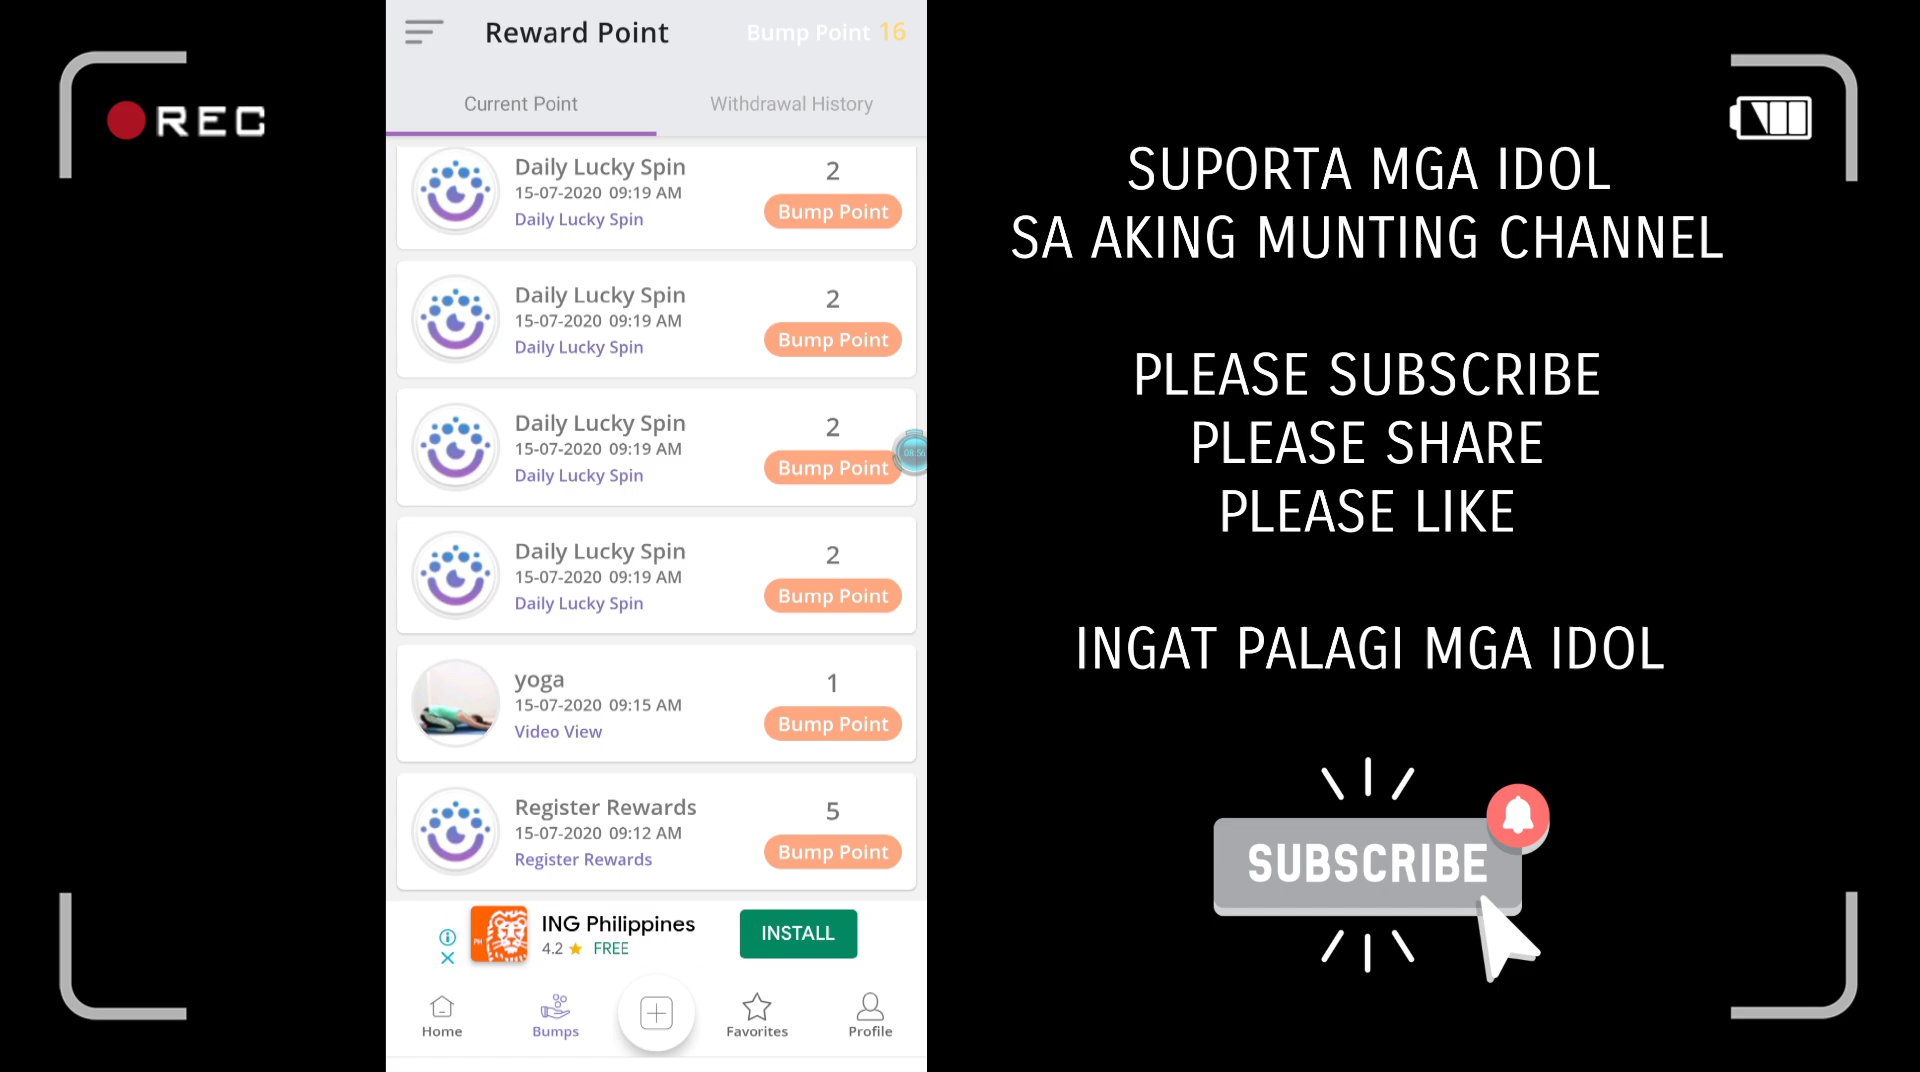 REC
Reward Point
Bump Point 16
Current Point
Withdrawal History
Daily Lucky Spin
15-07-2020 09:19 AM
Daily Lucky Spin
2
Bump Point
Daily Lucky Spin
15-07-2020 09:19 AM
Daily Lucky Spin
2
Bump Point
Daily Lucky Spin
15-07-2020 09:19 AM
Daily Lucky Spin
2
Bump Point
08:56
Daily Lucky Spin
15-07-2020 09:19 AM
Daily Lucky Spin
2
Bump Point
yoga
15-07-2020 09:15 AM
Video View
1
Bump Point
Register Rewards
15-07-2020 09:12 AM
Register Rewards
5
Bump Point
ING Philippines
4.2 ★ FREE
INSTALL
Home
Bumps
Favorites
Profile
SUPORTA MGA IDOL
SA AKING MUNTING CHANNEL
PLEASE SUBSCRIBE
PLEASE SHARE
PLEASE LIKE
INGAT PALAGI MGA IDOL
SUBSCRIBE